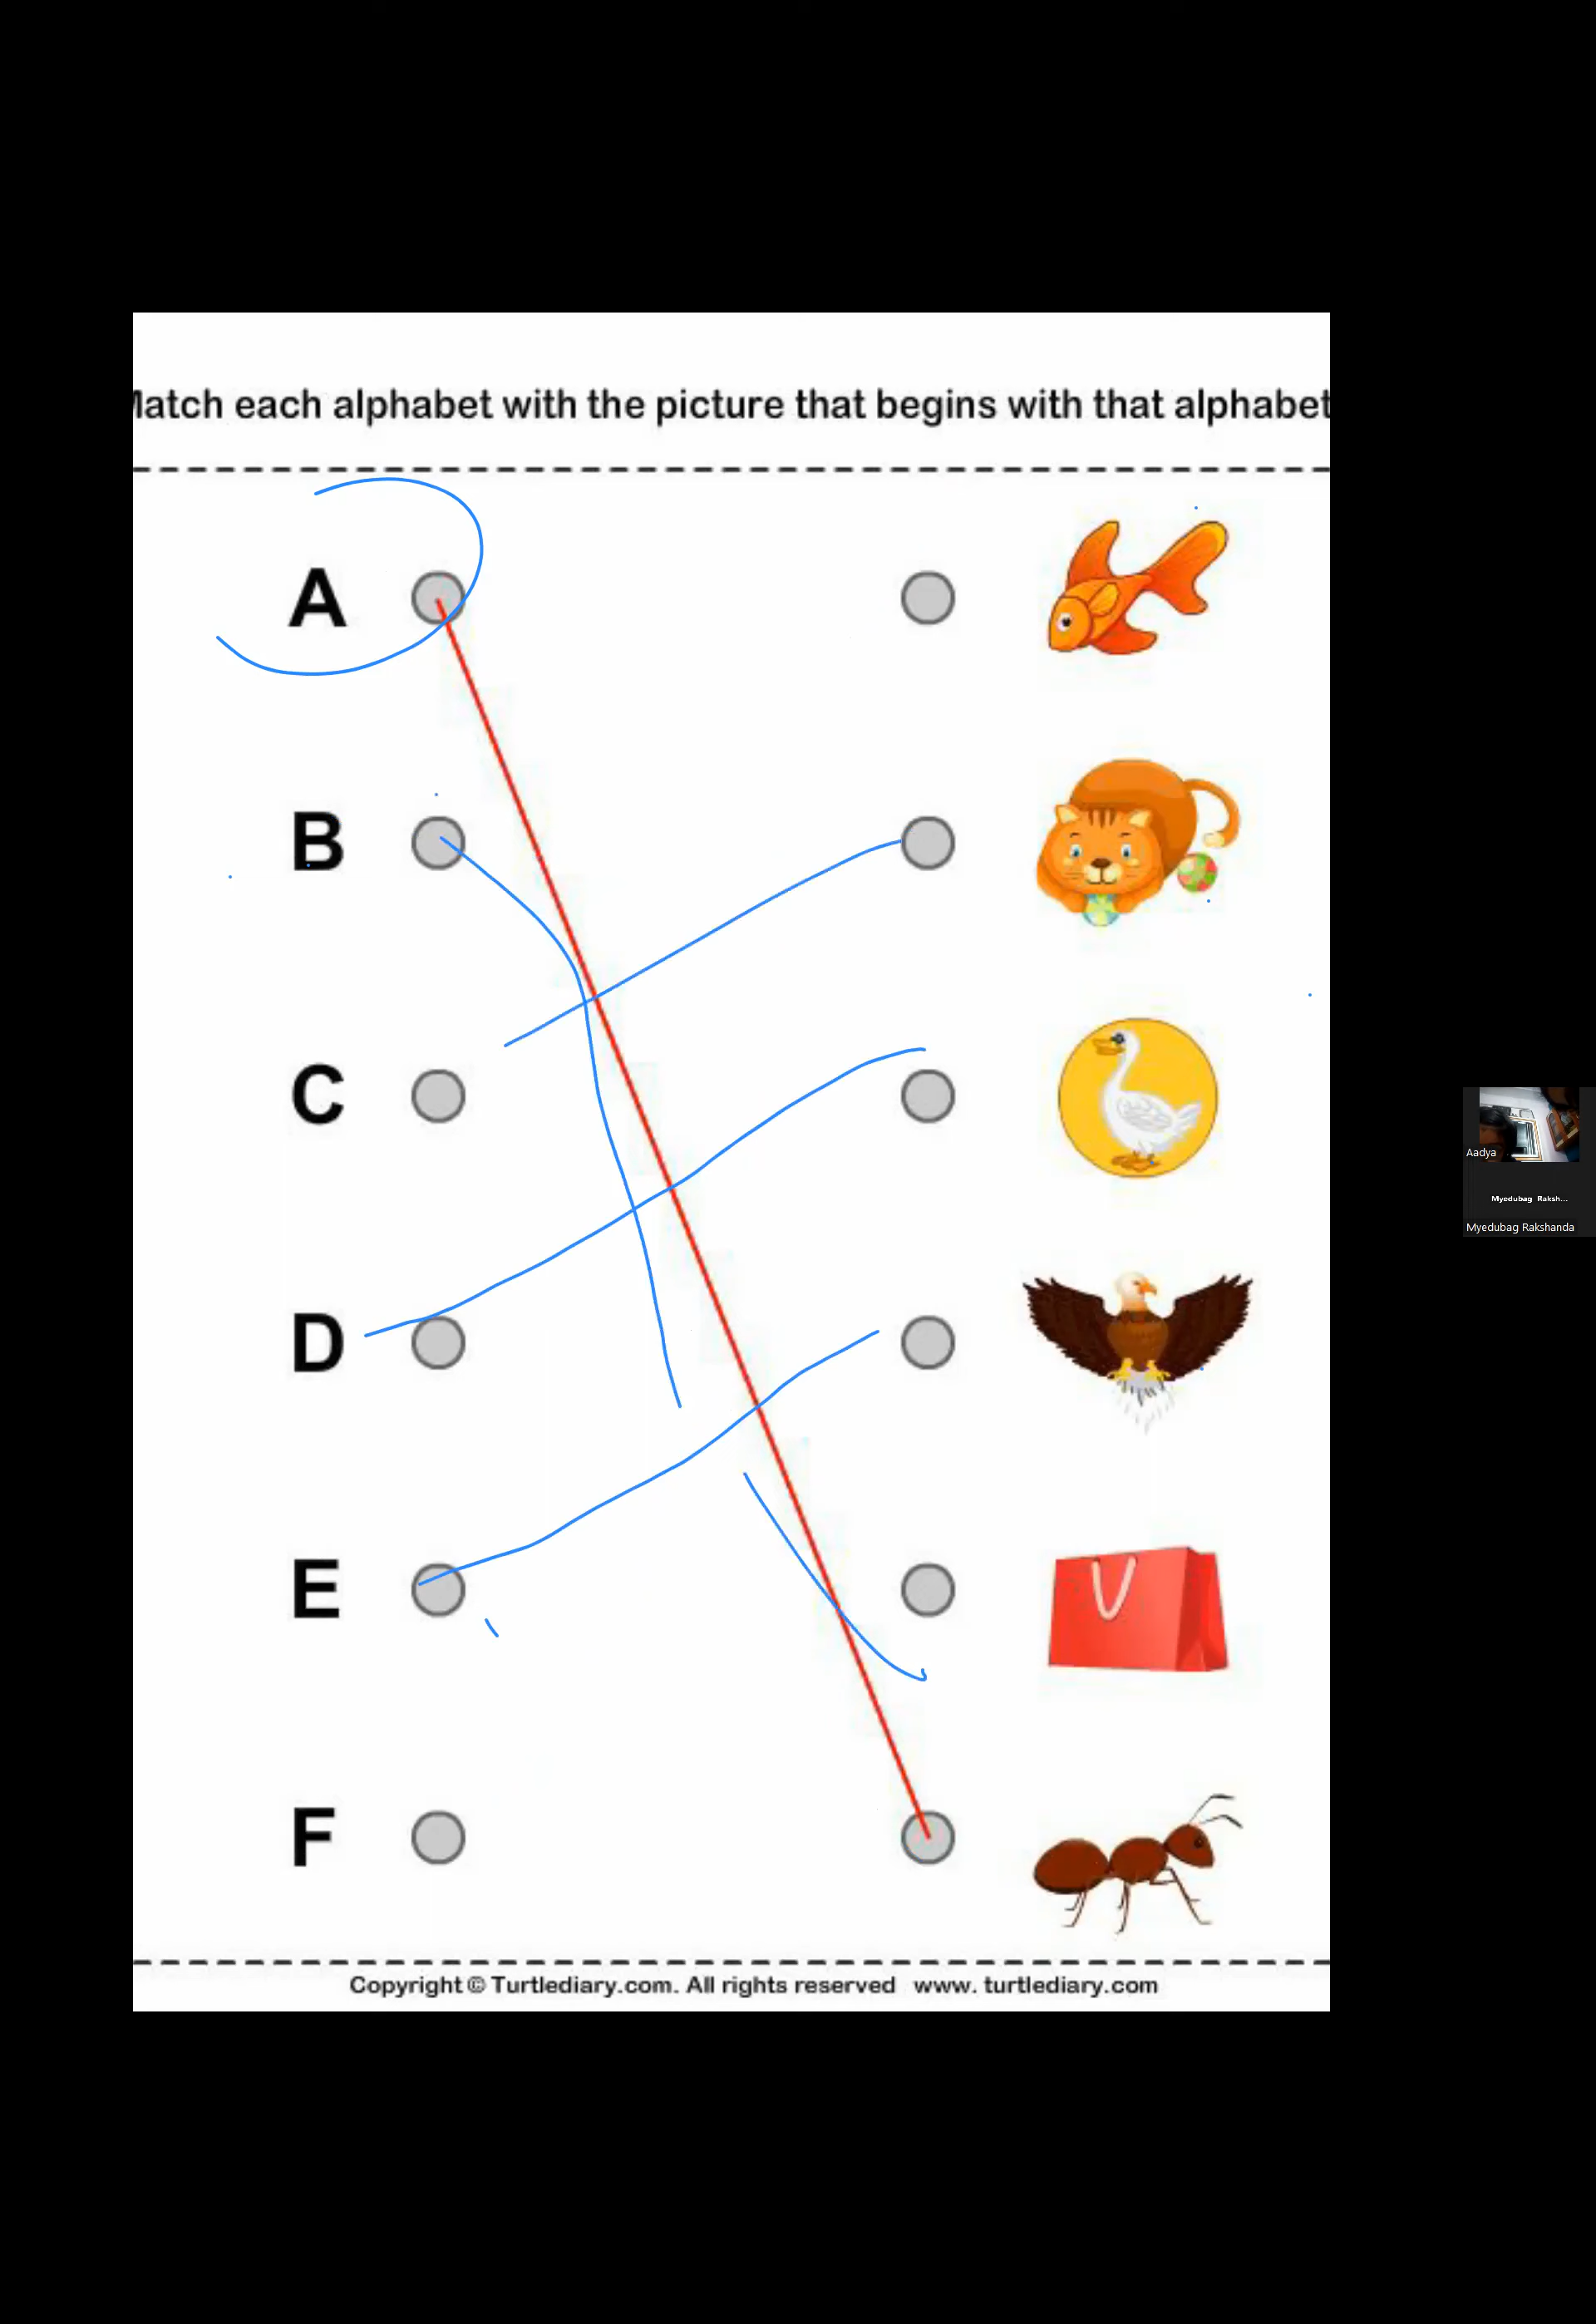 latch each alphabet with the picture that begins with that alphabet
A
B
C
D
E
F
Aadya
Myedubag Raksh...
Myedubag Rakshanda
Copyright © Turtlediary.com. All rights reserved www. turtlediary.com